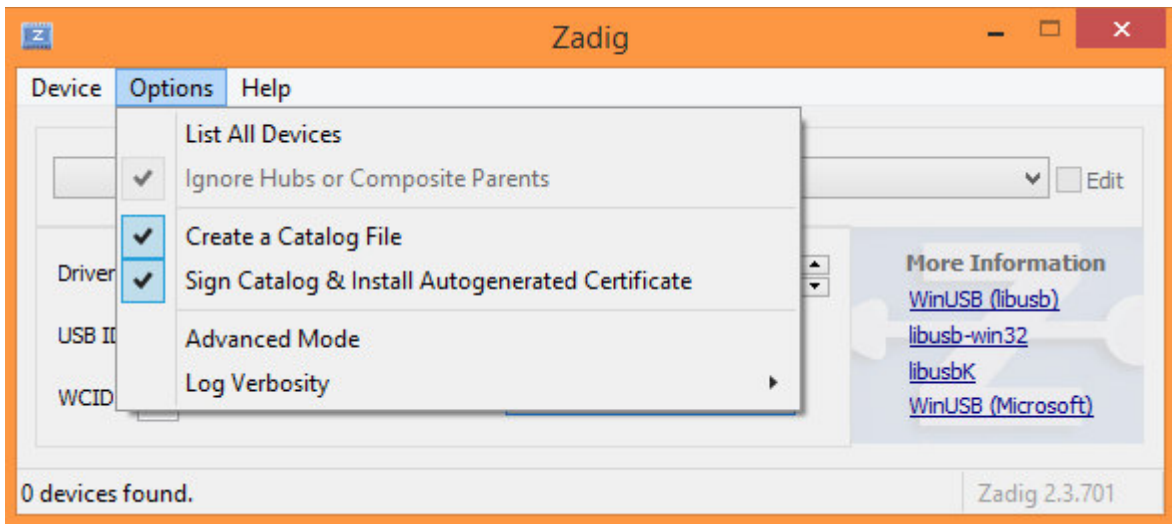 Zadig
Device Options Help
List All Devices
Ignore Hubs or Composite Parents
Edit
Create a Catalog File
Sign Catalog & Install Autogenerated Certificate
Driver
More Information
WinUSB (libusb)
USB ID
Advanced Mode
libusb-win32
Log Verbosity
libusbK
WCID
WinUSB (Microsoft)
0 devices found.
Zadig 2.3.701